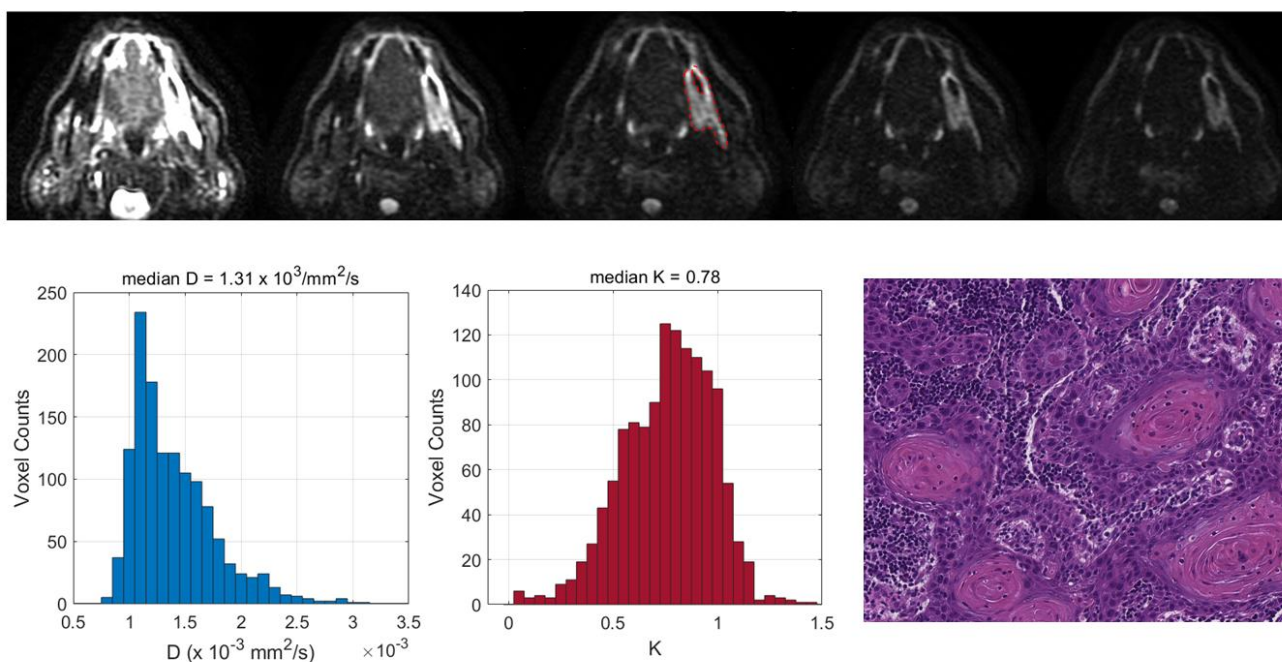 median D = 1.31 x 10³/mm²/s
250
200
150
100
50
0
Voxel Counts
0.5 1 1.5 2 2.5 3 3.5
D (x 10⁻³ mm²/s) × 10⁻³
median K = 0.78
140
120
100
80
60
40
20
0
Voxel Counts
0 0.5 1 1.5
K